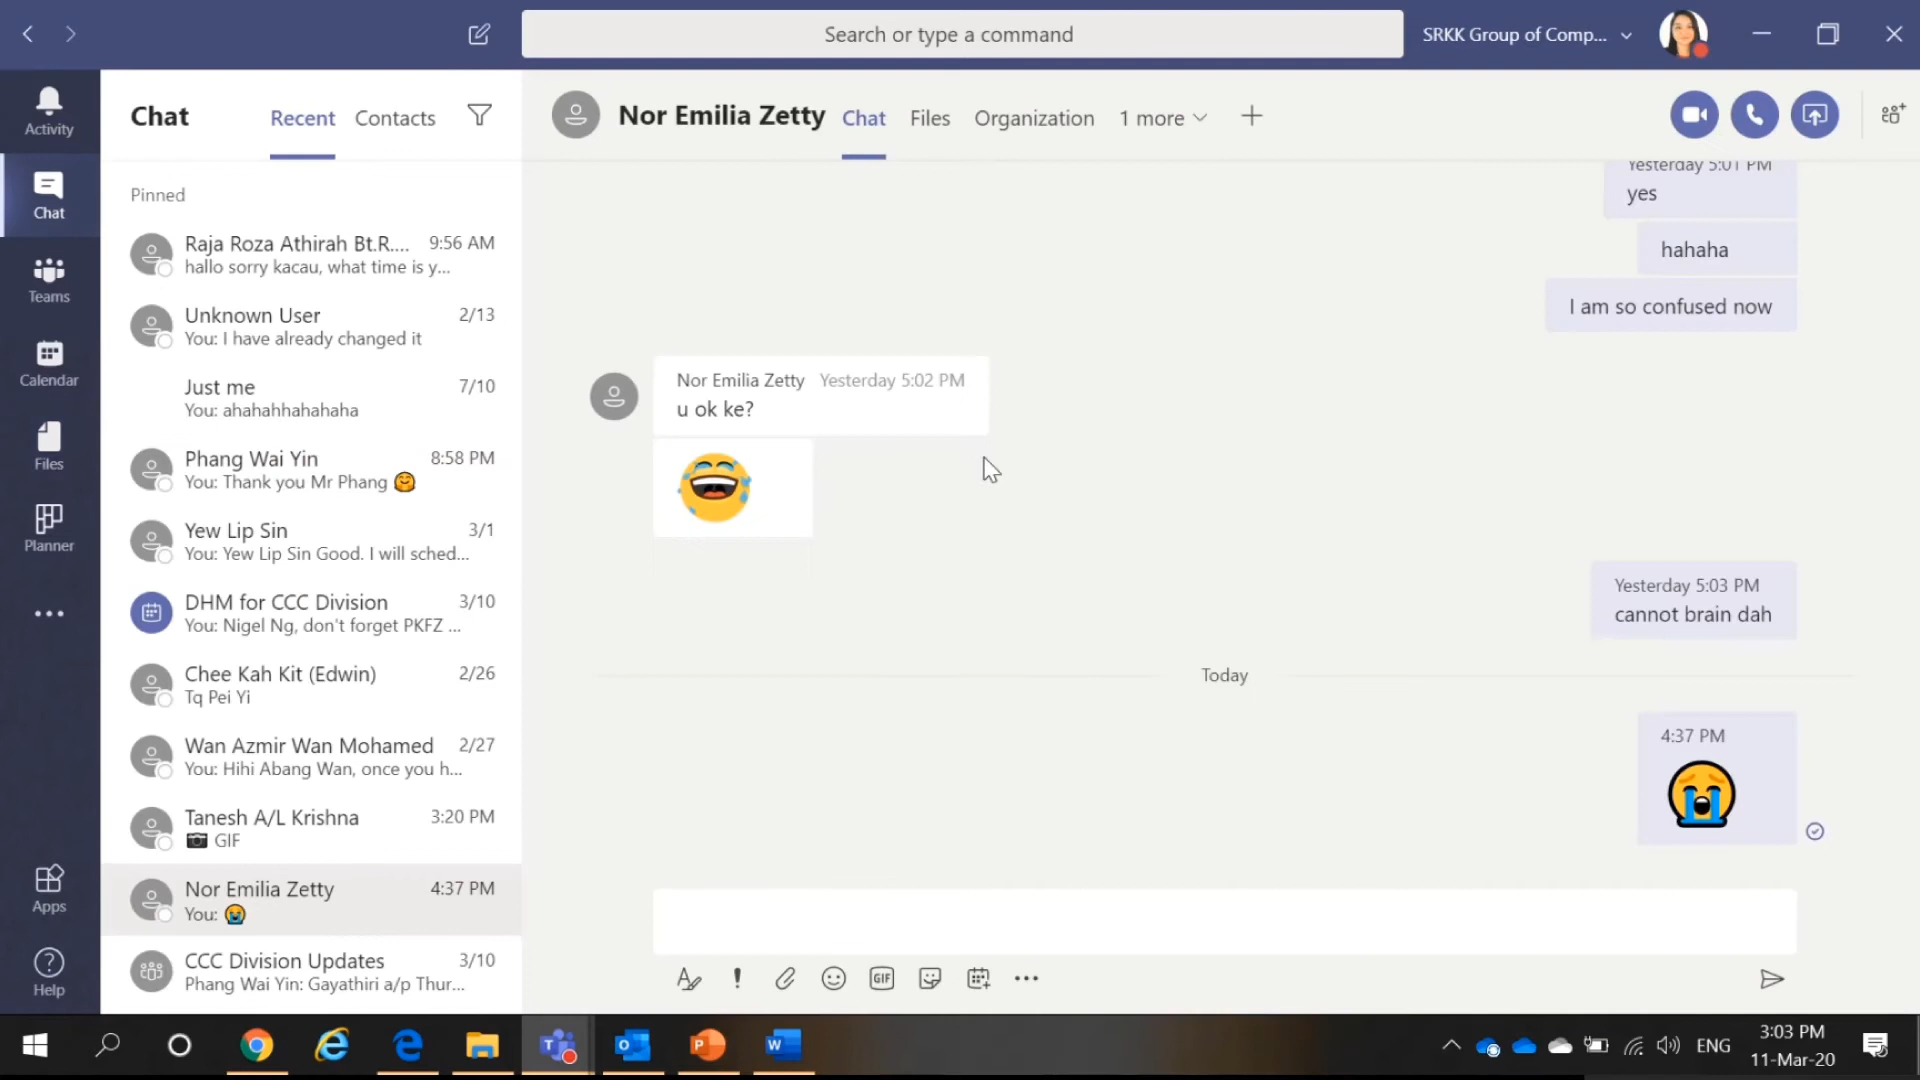 Search or type a command
SRKK Group of Comp...
Activity
Chat
Teams
Calendar
Files
Planner
Apps
Help
Chat
Recent
Contacts
Pinned
Raja Roza Athirah Bt.R.... 9:56 AM
hallo sorry kacau, what time is y...
Unknown User 2/13
You: I have already changed it
Just me 7/10
You: ahahahhahahaha
Phang Wai Yin 8:58 PM
You: Thank you Mr Phang 🤗
Yew Lip Sin 3/1
You: Yew Lip Sin Good. I will sched...
DHM for CCC Division 3/10
You: Nigel Ng, don't forget PKFZ ...
Chee Kah Kit (Edwin) 2/26
Tq Pei Yi
Wan Azmir Wan Mohamed 2/27
You: Hihi Abang Wan, once you h...
Tanesh A/L Krishna 3:20 PM
📷 GIF
Nor Emilia Zetty 4:37 PM
You: 😭
CCC Division Updates 3/10
Phang Wai Yin: Gayathiri a/p Thur...
Nor Emilia Zetty
Chat
Files
Organization
1 more
Yesterday 5:01 PM
yes
hahaha
I am so confused now
Nor Emilia Zetty Yesterday 5:02 PM
u ok ke?
Yesterday 5:03 PM
cannot brain dah
Today
4:37 PM
GIF
ENG
3:03 PM
11-Mar-20